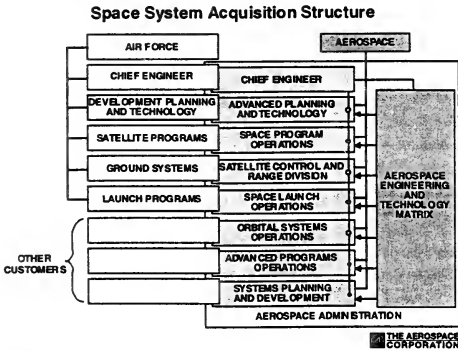 Space System Acquisition Structure
AIR FORCE
AEROSPACE
CHIEF ENGINEER
CHIEF ENGINEER
DEVELOPMENT PLANNING
AND TECHNOLOGY
ADVANCED PLANNING
AND TECHNOLOGY
SATELLITE PROGRAMS
SPACE PROGRAM
OPERATIONS
GROUND SYSTEMS
SATELLITE CONTROL AND
RANGE DIVISION
LAUNCH PROGRAMS
SPACE LAUNCH
OPERATIONS
AEROSPACE
ENGINEERING
AND
TECHNOLOGY
MATRIX
OTHER
CUSTOMERS
ORBITAL SYSTEMS
OPERATIONS
ADVANCED PROGRAMS
OPERATIONS
SYSTEMS PLANNING
AND DEVELOPMENT
AEROSPACE ADMINISTRATION
THE AEROSPACE
CORPORATION